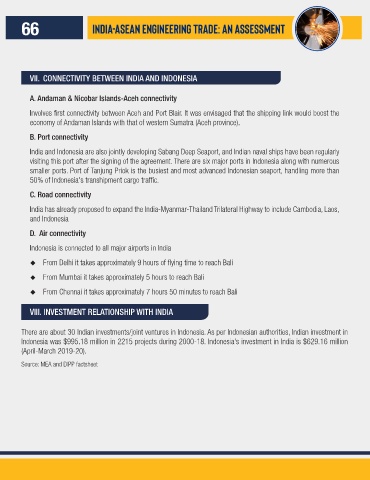 66
INDIA-ASEAN ENGINEERING TRADE: AN ASSESSMENT
VII. CONNECTIVITY BETWEEN INDIA AND INDONESIA
A. Andaman & Nicobar Islands-Aceh connectivity
Involves first connectivity between Aceh and Port Blair. It was envisaged that the shipping link would boost the
economy of Andaman Islands with that of western Sumatra (Aceh province).
B. Port connectivity
India and Indonesia are also jointly developing Sabang Deep Seaport, and Indian naval ships have been regularly
visiting this port after the signing of the agreement. There are six major ports in Indonesia along with numerous
smaller ports. Port of Tanjung Priok is the busiest and most advanced Indonesian seaport, handling more than
50% of Indonesia's transhipment cargo traffic.
C. Road connectivity
India has already proposed to expand the India-Myanmar-Thailand Trilateral Highway to include Cambodia, Laos,
and Indonesia
D. Air connectivity
Indonesia is connected to all major airports in India
◆ From Delhi it takes approximately 9 hours of flying time to reach Bali
◆ From Mumbai it takes approximately 5 hours to reach Bali
◆ From Chennai it takes approximately 7 hours 50 minutes to reach Bali
VIII. INVESTMENT RELATIONSHIP WITH INDIA
There are about 30 Indian investments/joint ventures in Indonesia. As per Indonesian authorities, Indian investment in
Indonesia was $995.18 million in 2215 projects during 2000-18. Indonesia's investment in India is $629.16 million
(April-March 2019-20).
Source: MEA and DIPP factsheet